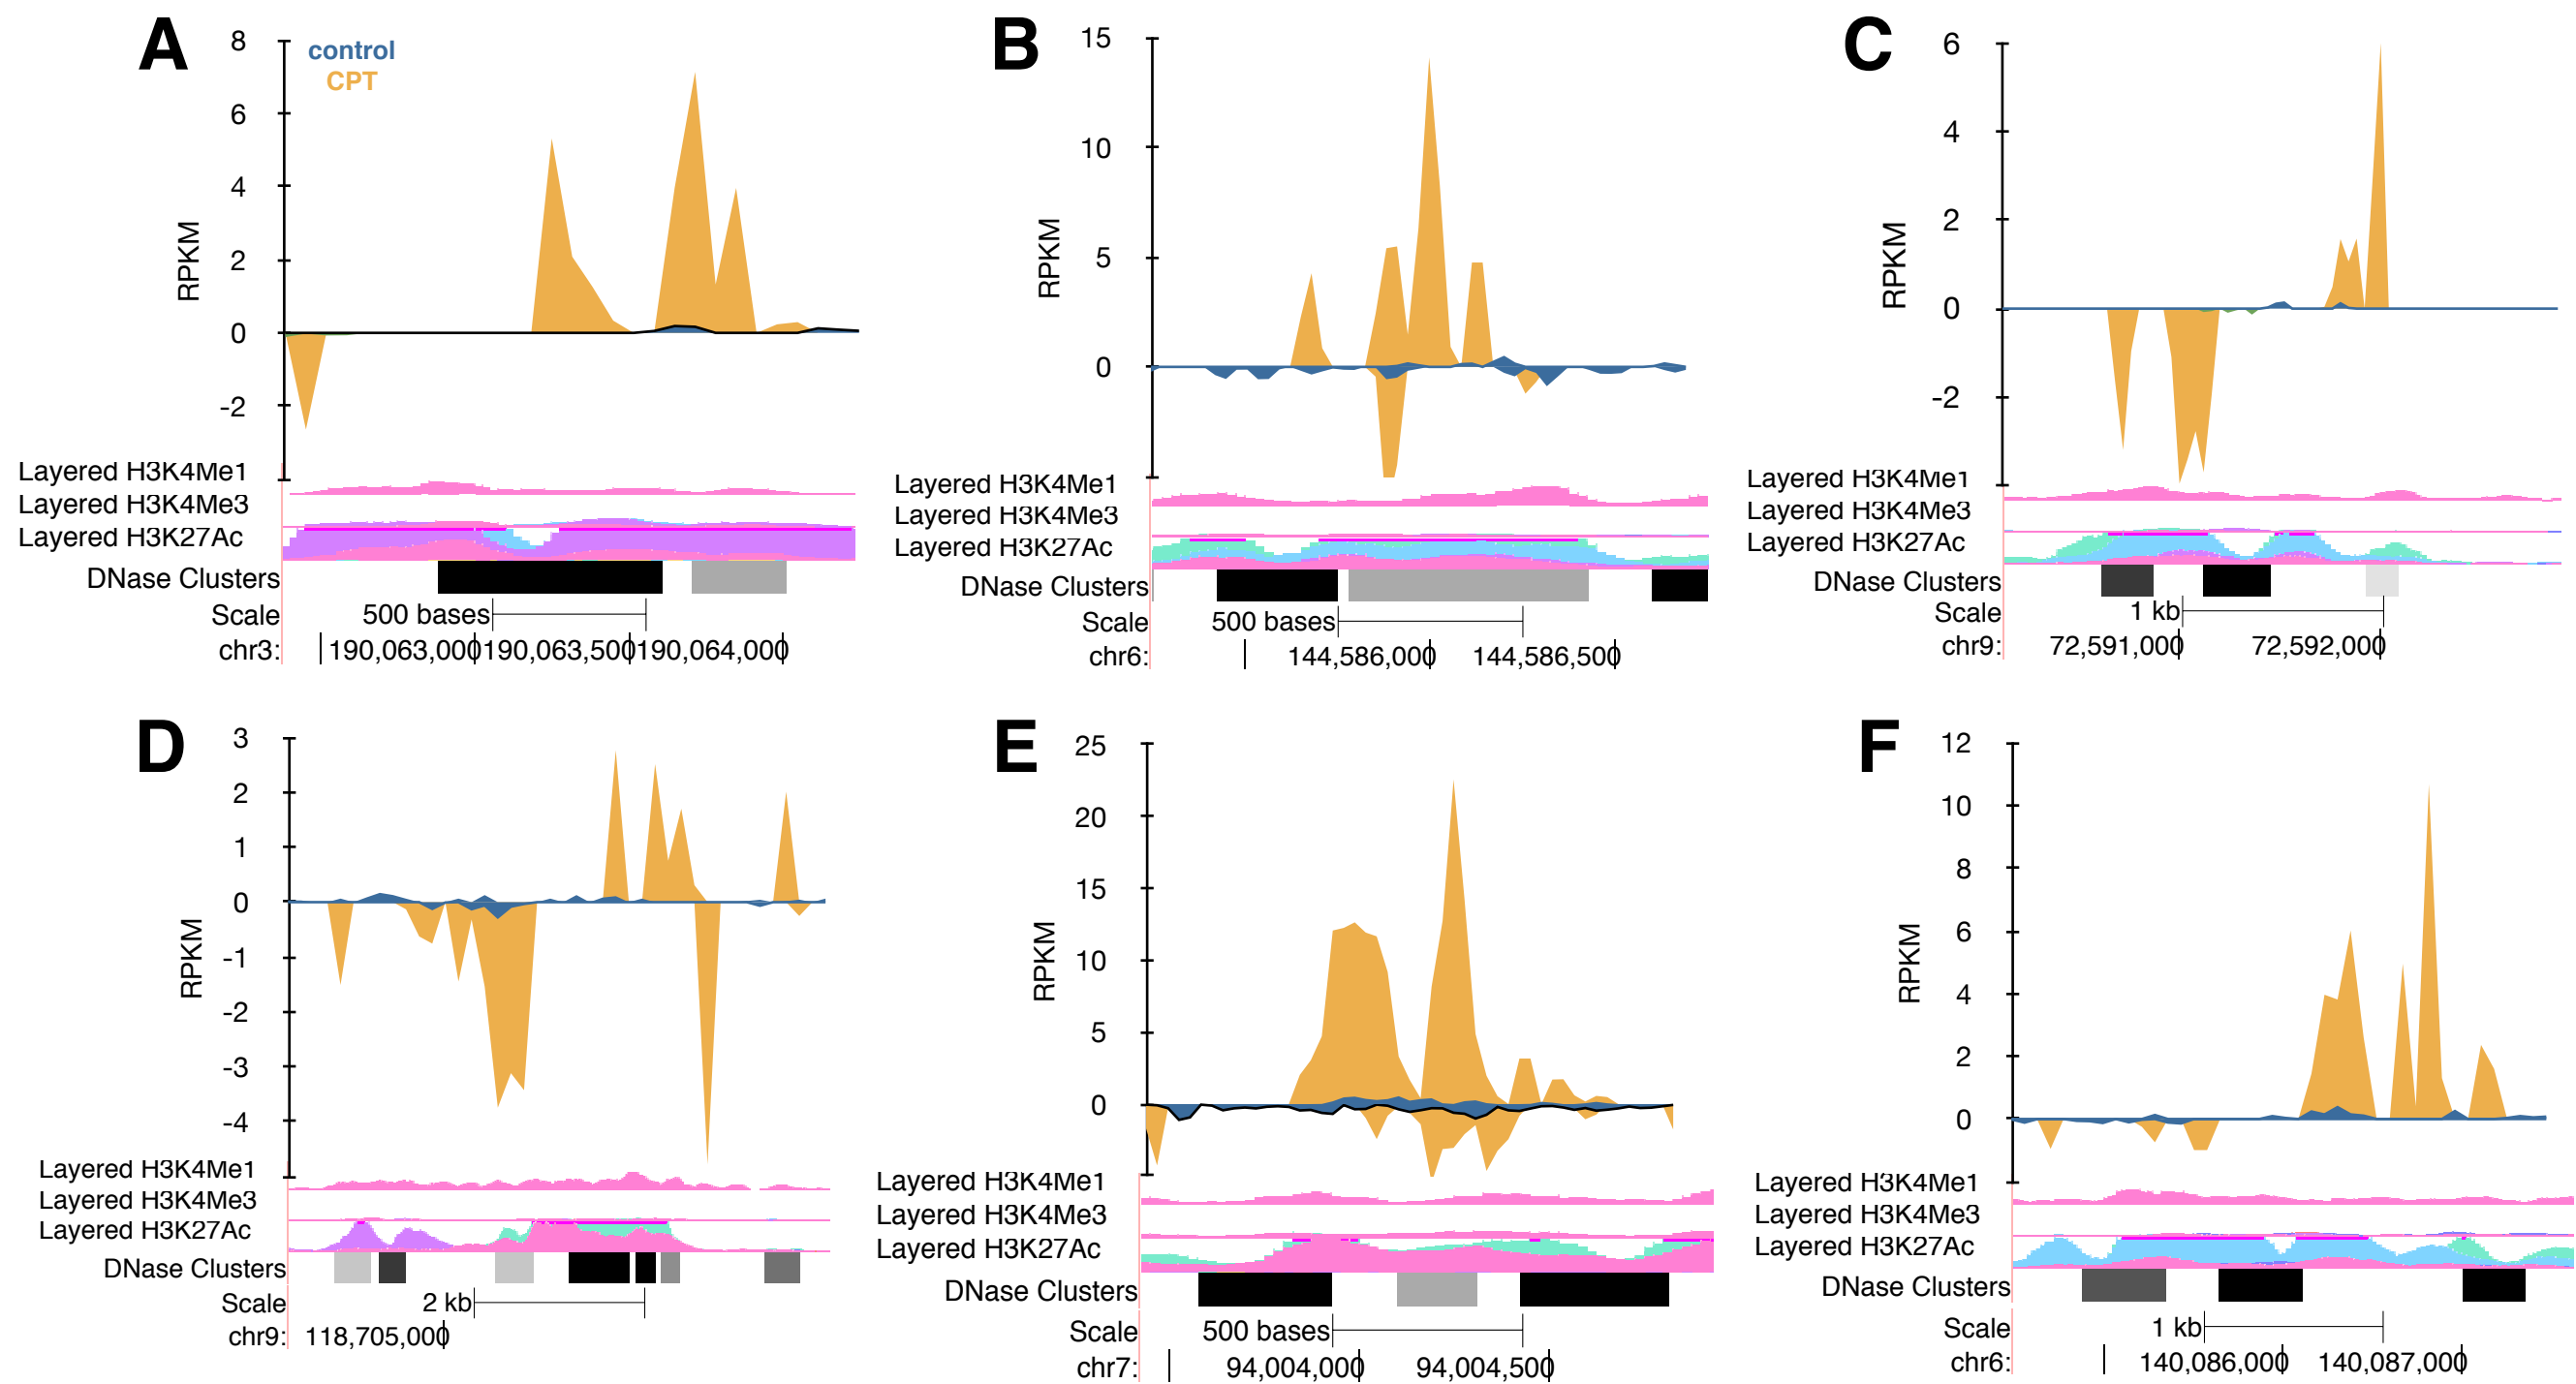 A
control
CPT
8
6
4
2
0
-2
RPKM
Layered H3K4Me1
Layered H3K4Me3
Layered H3K27Ac
DNase Clusters
Scale
500 bases
chr3:
190,063,000
190,063,500
190,064,000
B
15
10
5
0
RPKM
Layered H3K4Me1
Layered H3K4Me3
Layered H3K27Ac
DNase Clusters
Scale
500 bases
chr6:
144,586,000
144,586,500
C
6
4
2
0
-2
RPKM
Layered H3K4Me1
Layered H3K4Me3
Layered H3K27Ac
DNase Clusters
Scale
1 kb
chr9:
72,591,000
72,592,000
D
3
2
1
0
-1
-2
-3
-4
RPKM
Layered H3K4Me1
Layered H3K4Me3
Layered H3K27Ac
DNase Clusters
Scale
2 kb
chr9:
118,705,000
E
25
20
15
10
5
0
RPKM
Layered H3K4Me1
Layered H3K4Me3
Layered H3K27Ac
DNase Clusters
Scale
500 bases
chr7:
94,004,000
94,004,500
F
12
10
8
6
4
2
0
RPKM
Layered H3K4Me1
Layered H3K4Me3
Layered H3K27Ac
DNase Clusters
Scale
1 kb
chr6:
140,086,000
140,087,000